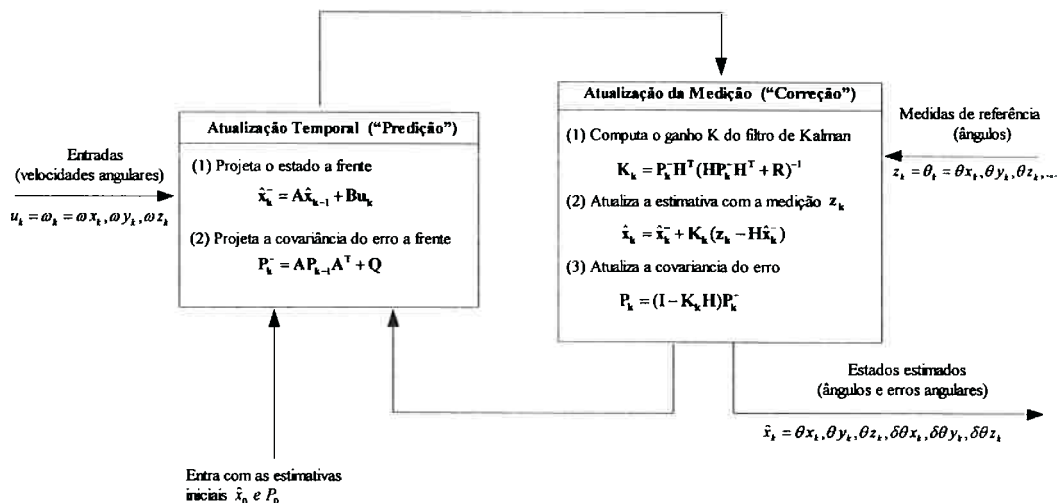 Atualização Temporal (“Predição”)
(1) Projeta o estado a frente
x̂ₖ⁻ = Ax̂ₖ₋₁ + Buₖ
(2) Projeta a covariância do erro a frente
Pₖ⁻ = APₖ₋₁Aᵀ + Q
Entradas
(velocidades angulares)
uₖ = ωₖ = ωxₖ, ωyₖ, ωzₖ
Entra com as estimativas
iniciais x̂₀ e P₀
Atualização da Medição (“Correção”)
(1) Computa o ganho K do filtro de Kalman
Kₖ = Pₖ⁻Hᵀ(HPₖ⁻Hᵀ + R)⁻¹
(2) Atualiza a estimativa com a medição zₖ
x̂ₖ = x̂ₖ⁻ + Kₖ(zₖ − Hx̂ₖ⁻)
(3) Atualiza a covariancia do erro
Pₖ = (I − KₖH)Pₖ⁻
Medidas de referência
(ângulos)
zₖ = θₖ = θxₖ, θyₖ, θzₖ,...
Estados estimados
(ângulos e erros angulares)
x̂ₖ = θxₖ, θyₖ, θzₖ, δθxₖ, δθyₖ, δθzₖ